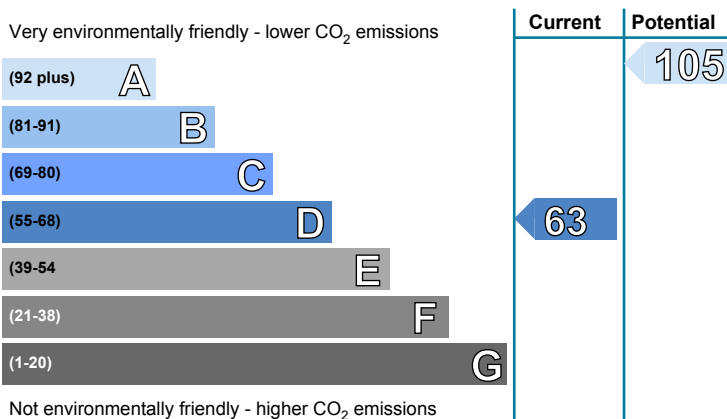 Current Potential
Very environmentally friendly - lower CO2 emissions
105
(92 plus) A
(81-91) B
(69-80) C
(55-68) D 63
(39-54 E
(21-38) F
(1-20) G
Not environmentally friendly - higher CO2 emissions